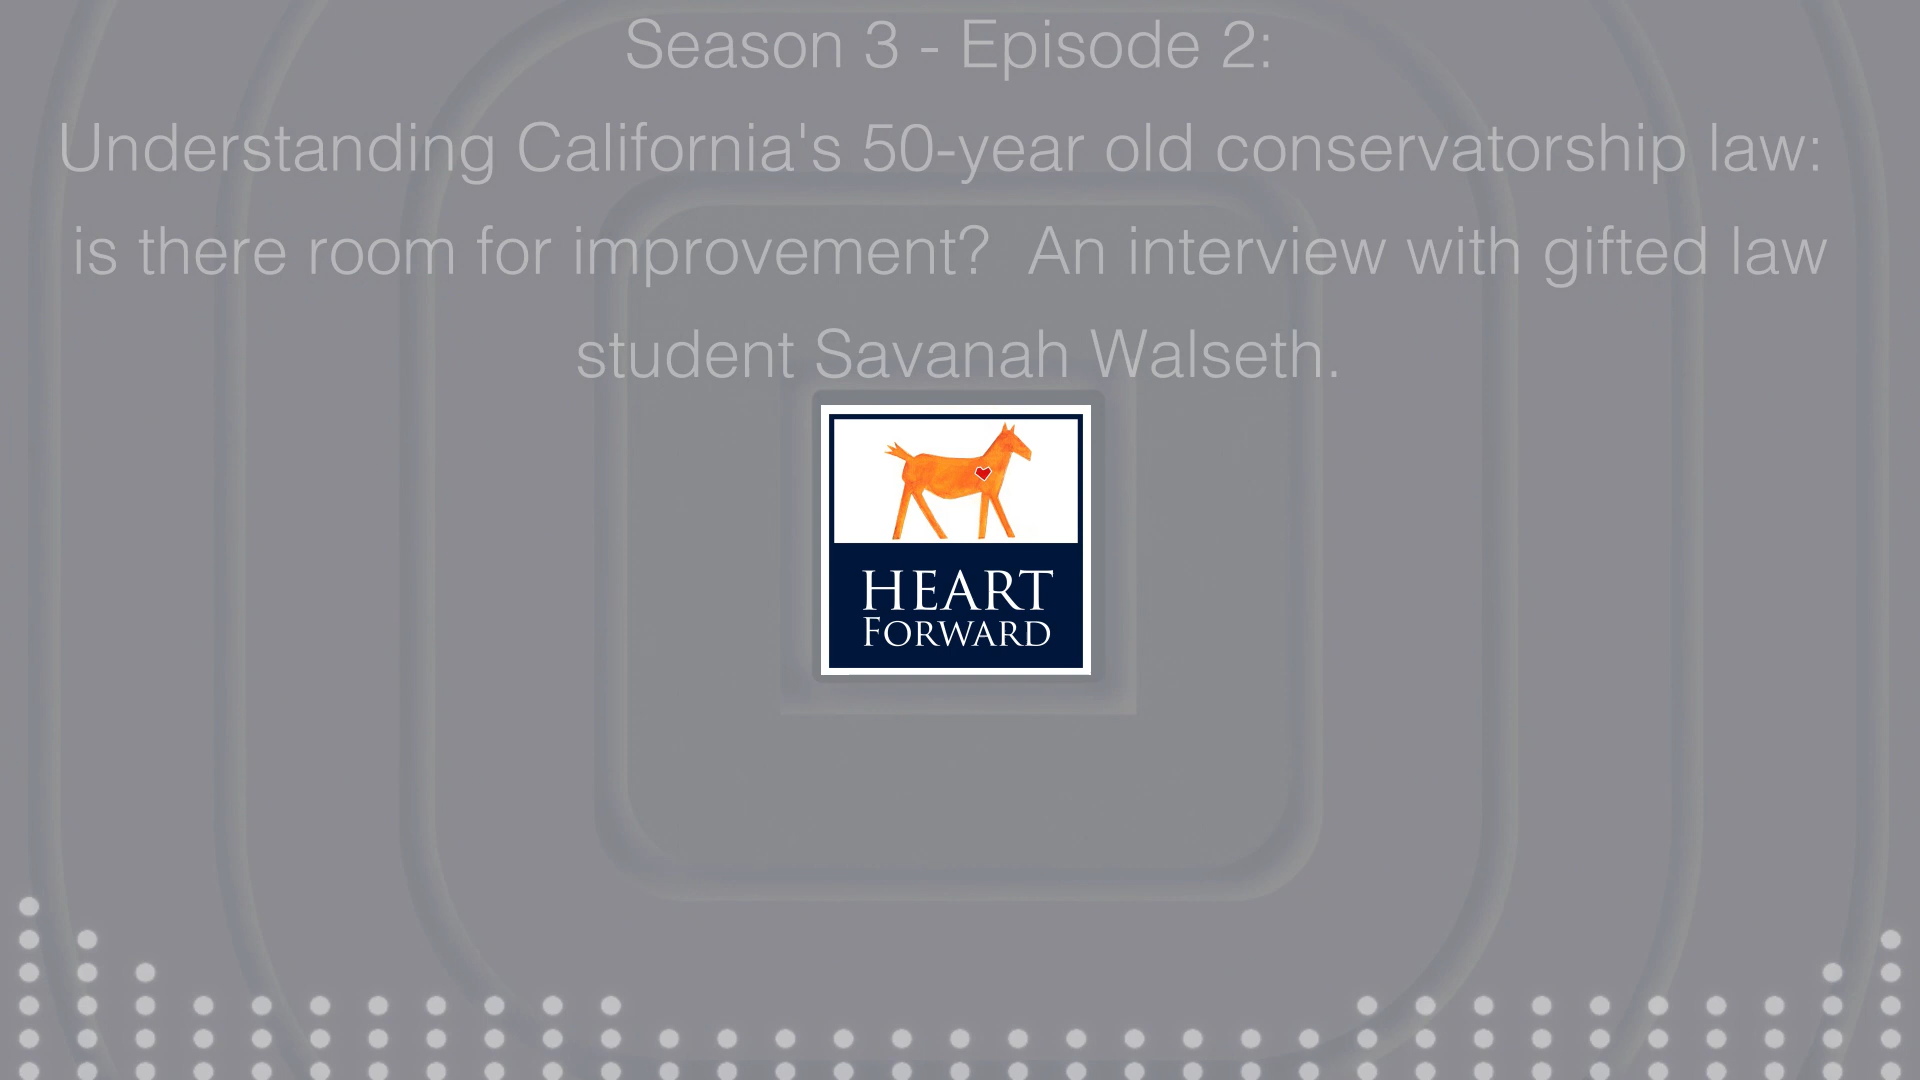 Season 3 - Episode 2:
Understanding California's 50-year old conservatorship law:
is there room for improvement?  An interview with gifted law
student Savanah Walseth.
HEART
FORWARD